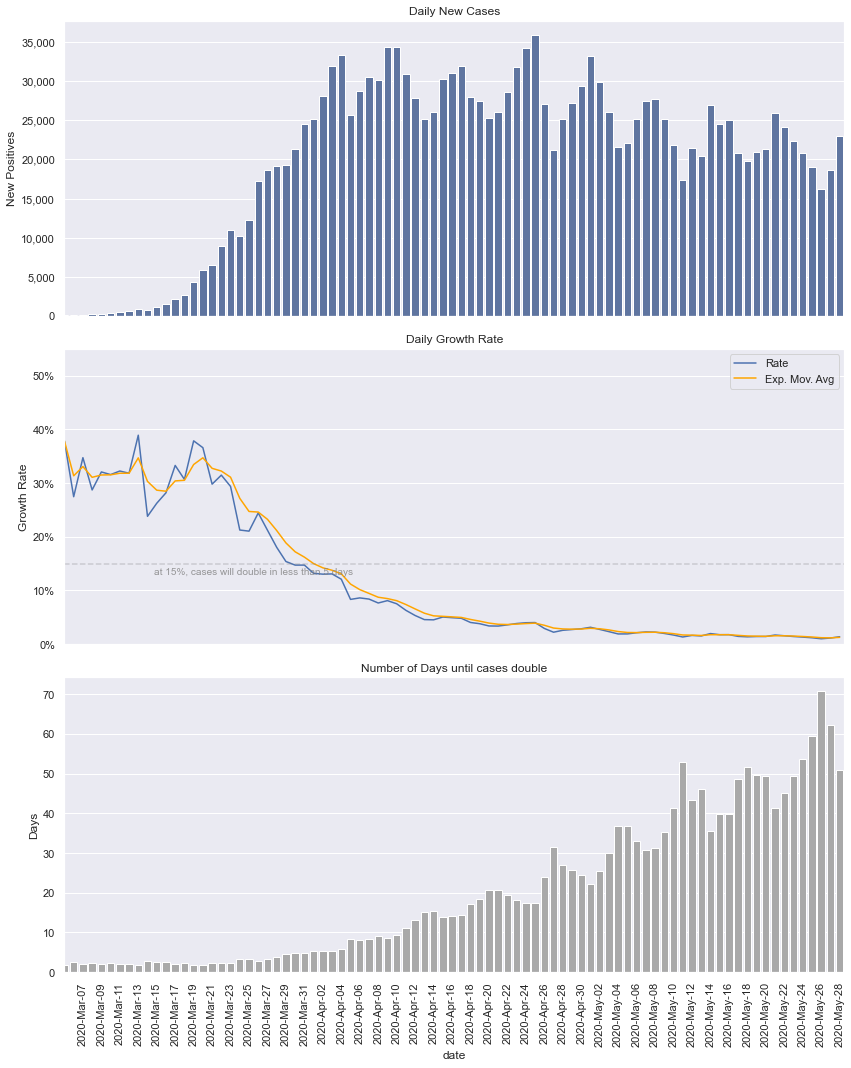 Daily New Cases
New Positives
35,000
30,000
25,000
20,000
15,000
10,000
5,000
0
Daily Growth Rate
Growth Rate
50%
40%
30%
20%
10%
0%
Rate
Exp. Mov. Avg
at 15%, cases will double in less than 5 days
Number of Days until cases double
Days
70
60
50
40
30
20
10
0
2020-Mar-07
2020-Mar-09
2020-Mar-11
2020-Mar-13
2020-Mar-15
2020-Mar-17
2020-Mar-19
2020-Mar-21
2020-Mar-23
2020-Mar-25
2020-Mar-27
2020-Mar-29
2020-Mar-31
2020-Apr-02
2020-Apr-04
2020-Apr-06
2020-Apr-08
2020-Apr-10
2020-Apr-12
2020-Apr-14
2020-Apr-16
2020-Apr-18
2020-Apr-20
2020-Apr-22
2020-Apr-24
2020-Apr-26
2020-Apr-28
2020-Apr-30
2020-May-02
2020-May-04
2020-May-06
2020-May-08
2020-May-10
2020-May-12
2020-May-14
2020-May-16
2020-May-18
2020-May-20
2020-May-22
2020-May-24
2020-May-26
2020-May-28
date